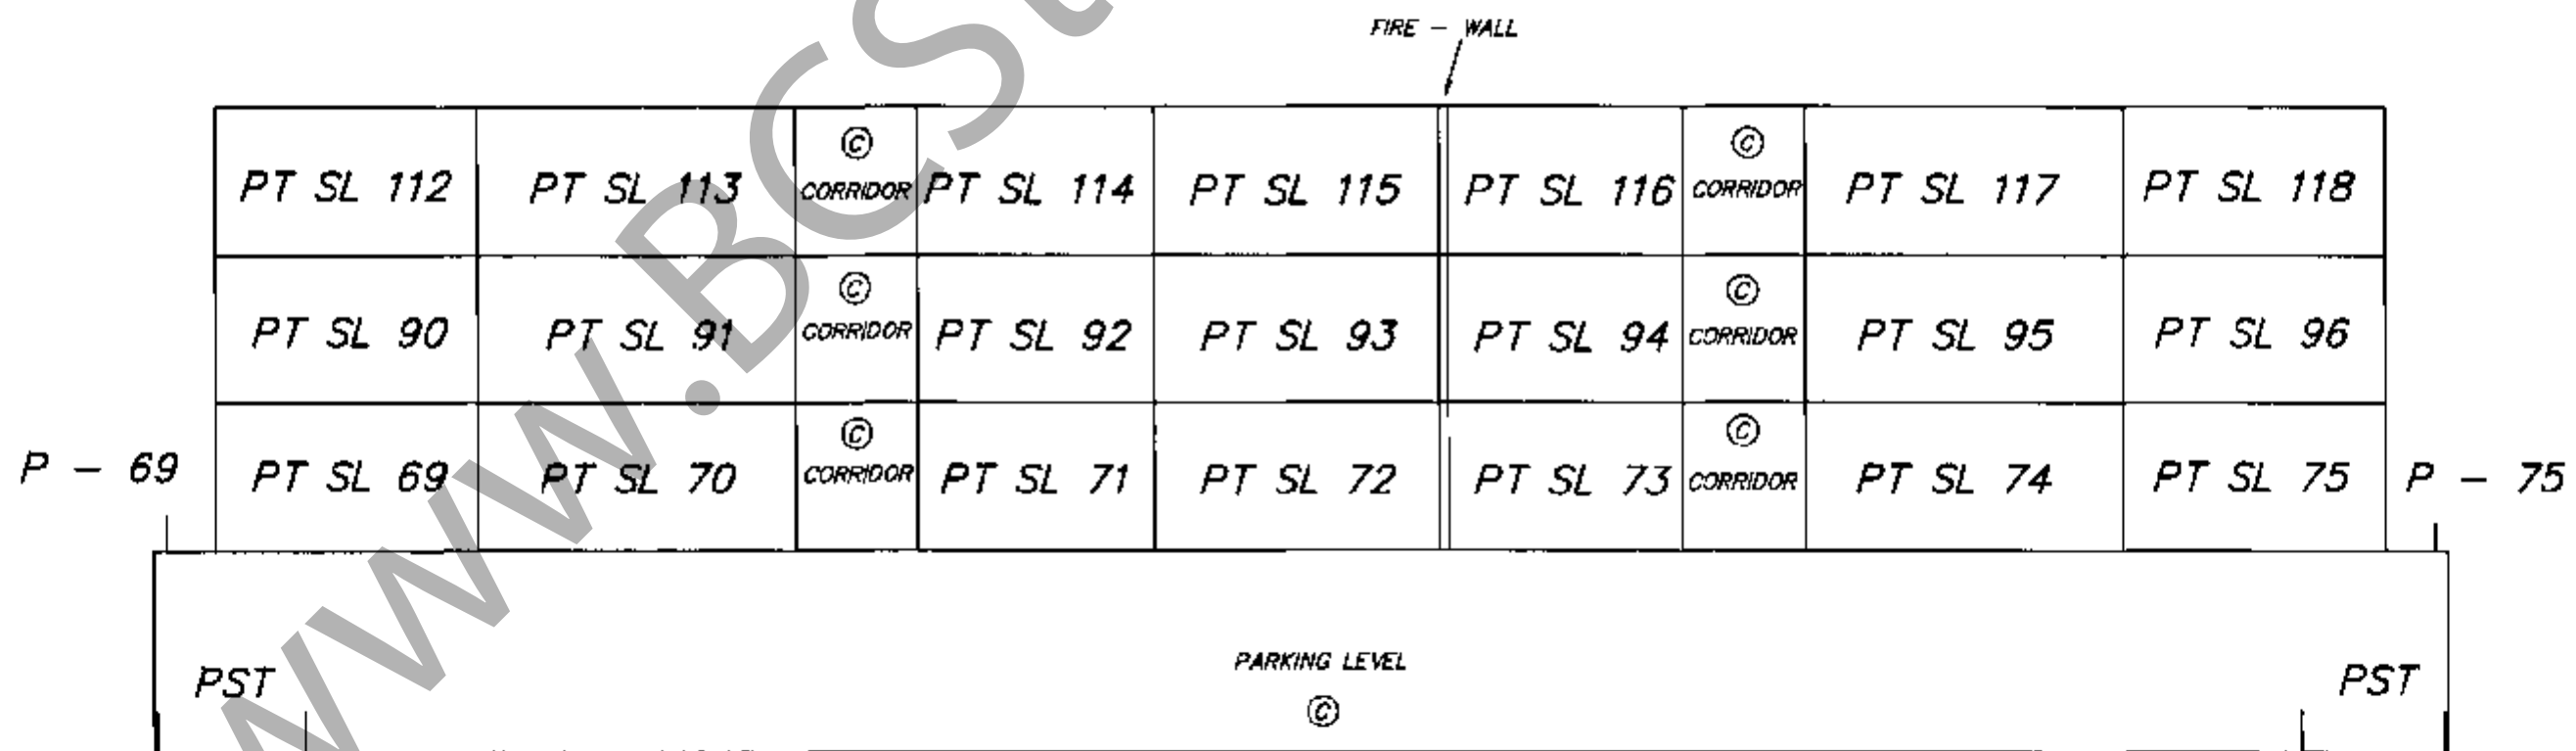 FIRE - WALL
PT SL 112 PT SL 113 © CORRIDOR PT SL 114 PT SL 115 PT SL 116 © CORRIDOR PT SL 117 PT SL 118
PT SL 90 PT SL 91 © CORRIDOR PT SL 92 PT SL 93 PT SL 94 © CORRIDOR PT SL 95 PT SL 96
P - 69 PT SL 69 PT SL 70 © CORRIDOR PT SL 71 PT SL 72 PT SL 73 © CORRIDOR PT SL 74 PT SL 75 P - 75
PST PARKING LEVEL PST
©
www.BCSt